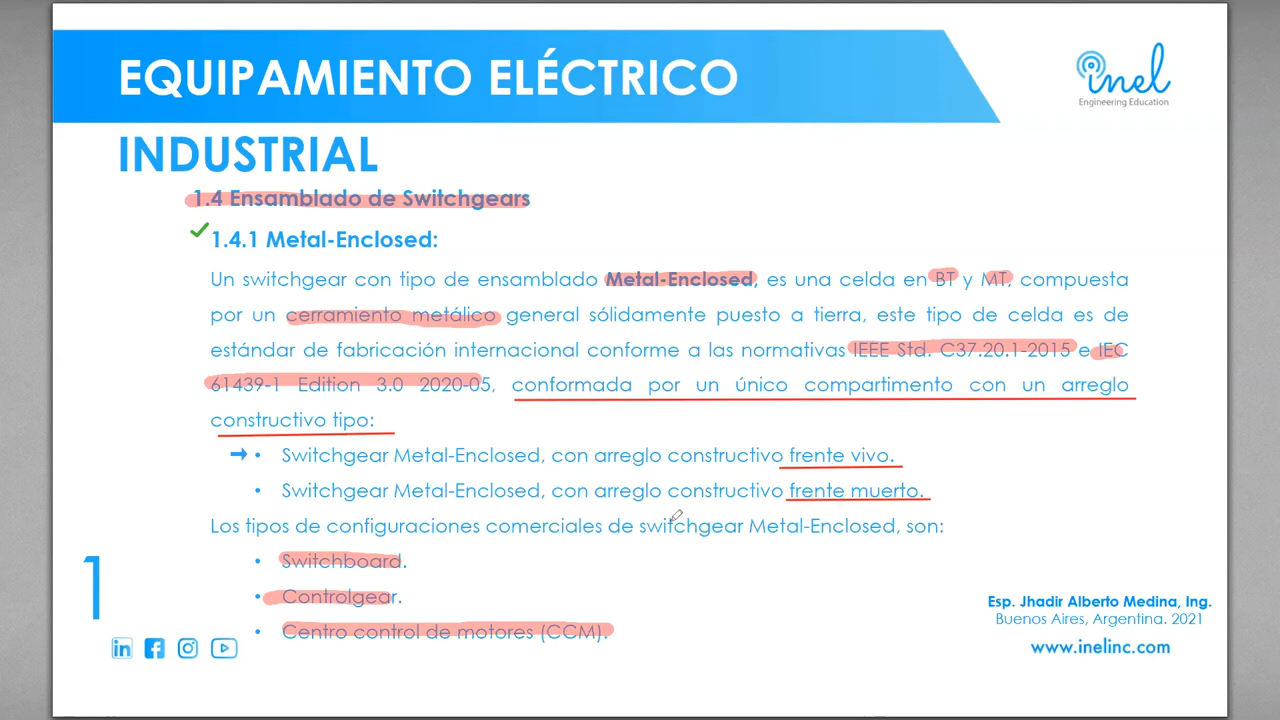 EQUIPAMIENTO ELÉCTRICO
INDUSTRIAL
inel
Engineering Education
1.4 Ensamblado de Switchgears
1.4.1 Metal-Enclosed:
Un switchgear con tipo de ensamblado Metal-Enclosed, es una celda en BT y MT, compuesta
por un cerramiento metálico general sólidamente puesto a tierra, este tipo de celda es de
estándar de fabricación internacional conforme a las normativas IEEE Std. C37.20.1-2015 e IEC
61439-1 Edition 3.0 2020-05, conformada por un único compartimento con un arreglo
constructivo tipo:
• Switchgear Metal-Enclosed, con arreglo constructivo frente vivo.
• Switchgear Metal-Enclosed, con arreglo constructivo frente muerto.
Los tipos de configuraciones comerciales de switchgear Metal-Enclosed, son:
• Switchboard.
• Controlgear.
• Centro control de motores (CCM).
1
Esp. Jhadir Alberto Medina, Ing.
Buenos Aires, Argentina. 2021
www.inelinc.com